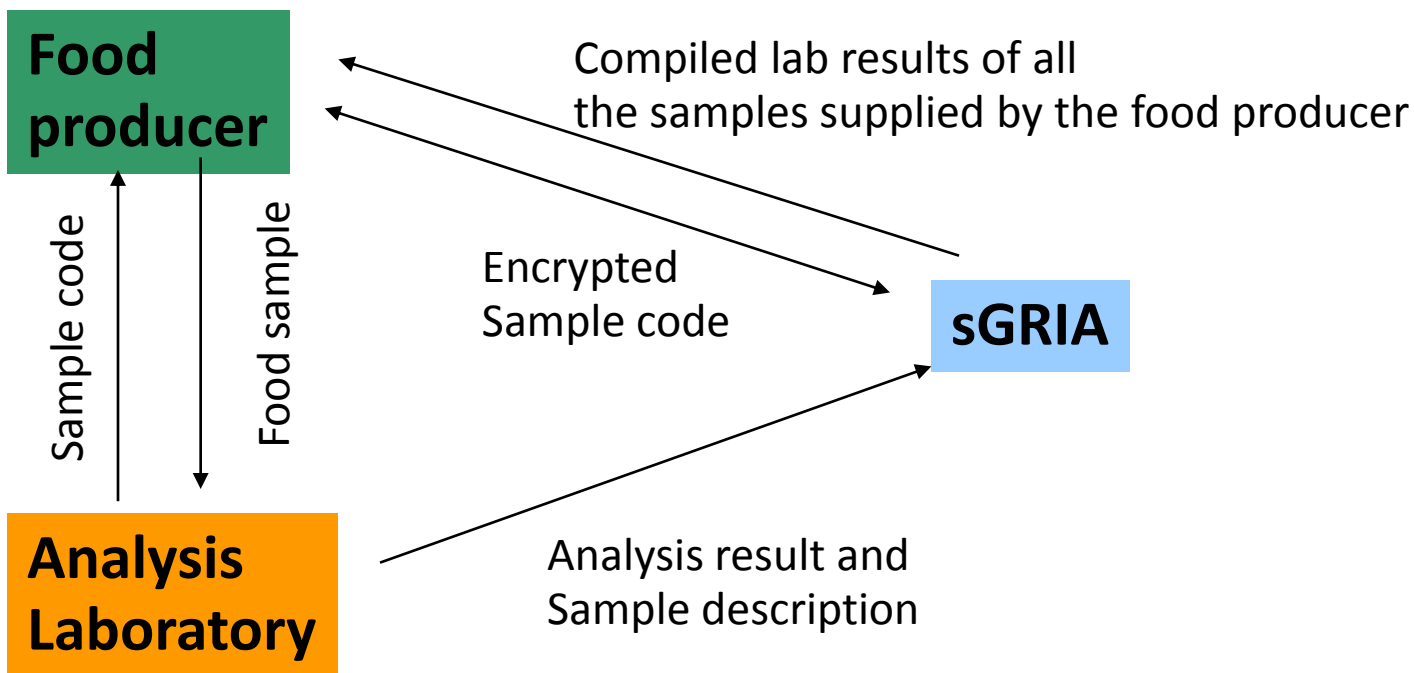 Food
producer
Compiled lab results of all
the samples supplied by the food producer
Sample code
Food sample
Encrypted
Sample code
sGRIA
Analysis
Laboratory
Analysis result and
Sample description